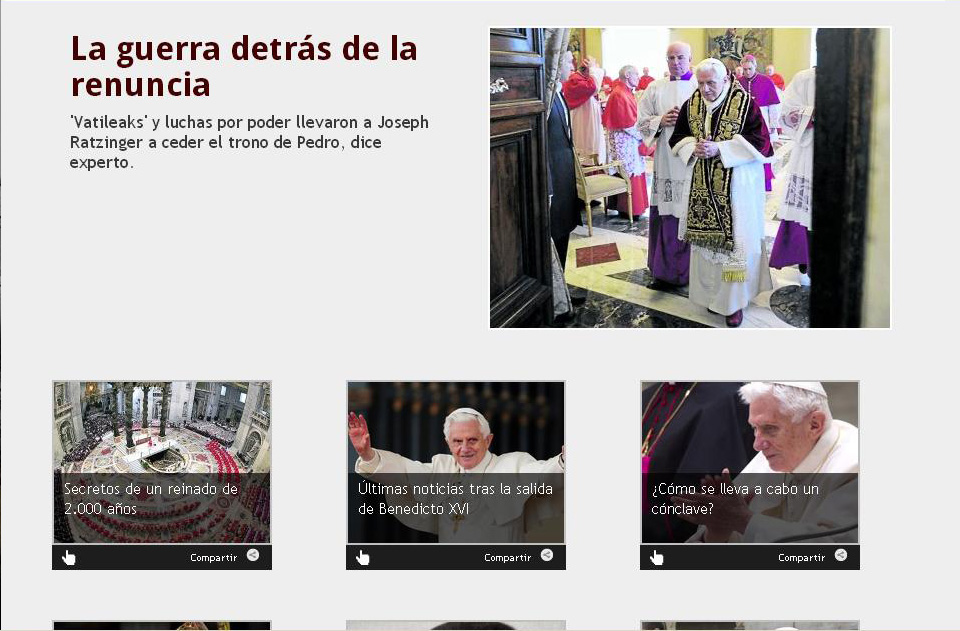 La guerra detrás de la
renuncia
'Vatileaks' y luchas por poder llevaron a Joseph
Ratzinger a ceder el trono de Pedro, dice
experto.
Secretos de un reinado de
2.000 años
Compartir
Últimas noticias tras la salida
de Benedicto XVI
Compartir
¿Cómo se lleva a cabo un
cónclave?
Compartir